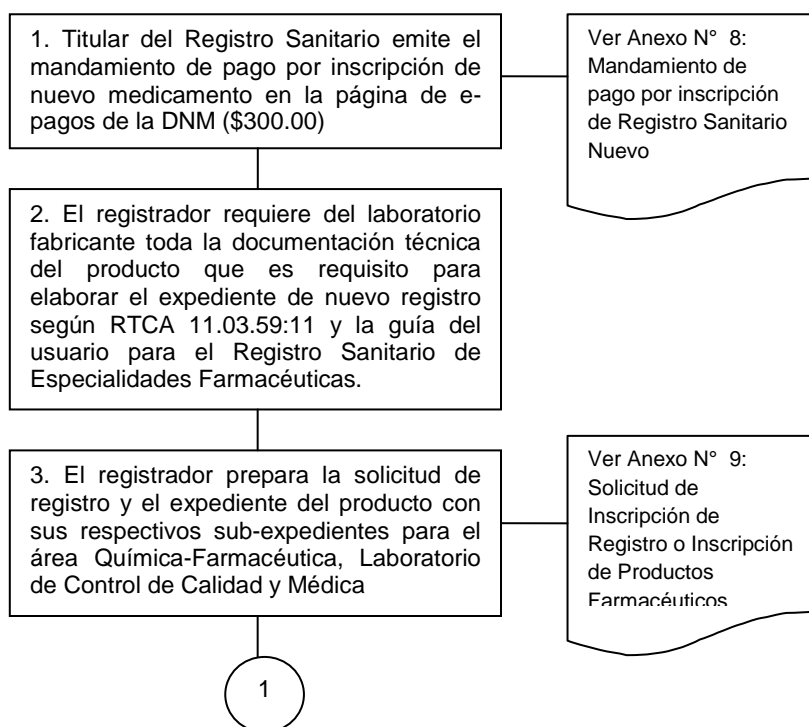 1. Titular del Registro Sanitario emite el
mandamiento de pago por inscripción de
nuevo medicamento en la página de e-
pagos de la DNM ($300.00)
Ver Anexo N° 8:
Mandamiento de
pago por inscripción
de Registro Sanitario
Nuevo
2. El registrador requiere del laboratorio
fabricante toda la documentación técnica
del producto que es requisito para
elaborar el expediente de nuevo registro
según RTCA 11.03.59:11 y la guía del
usuario para el Registro Sanitario de
Especialidades Farmacéuticas.
3. El registrador prepara la solicitud de
registro y el expediente del producto con
sus respectivos sub-expedientes para el
área Química-Farmacéutica, Laboratorio
de Control de Calidad y Médica
Ver Anexo N° 9:
Solicitud de
Inscripción de
Registro o Inscripción
de Productos
Farmacéuticos
1